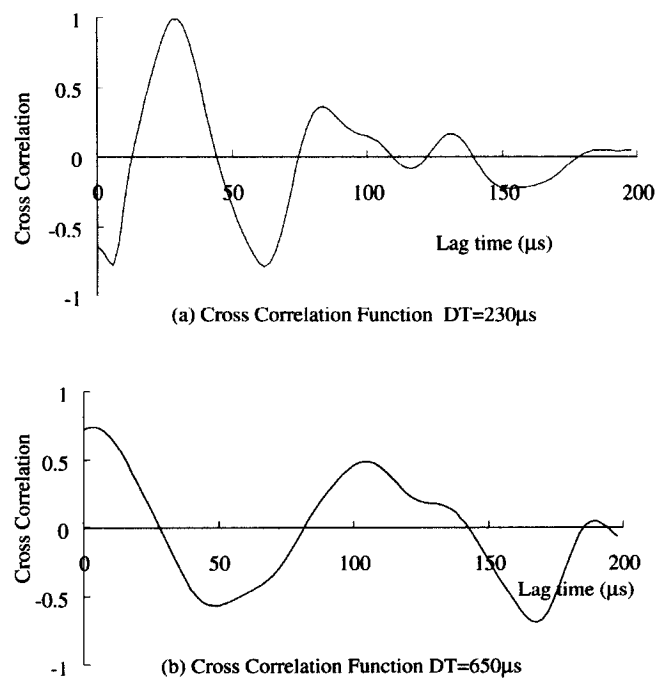 1
0.5
0
-0.5
-1
Cross Correlation
0 50 100 150 200
Lag time (μs)
(a) Cross Correlation Function DT=230μs
1
0.5
0
-0.5
-1
Cross Correlation
0 50 100 150 200
Lag time (μs)
(b) Cross Correlation Function DT=650μs